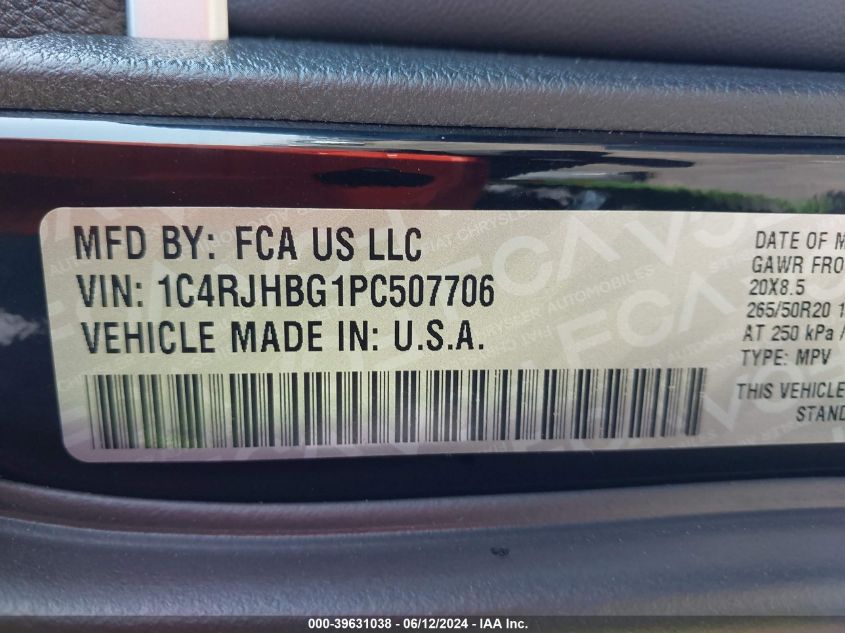 MFD BY: FCA US LLC
VIN: 1C4RJHBG1PC507706
VEHICLE MADE IN: U.S.A.
DATE OF M
GAWR FRO
20X8.5
265/50R20 1
AT 250 kPa /
TYPE: MPV
THIS VEHICLE
STAND
000-39631038 - 06/12/2024 - IAA Inc.